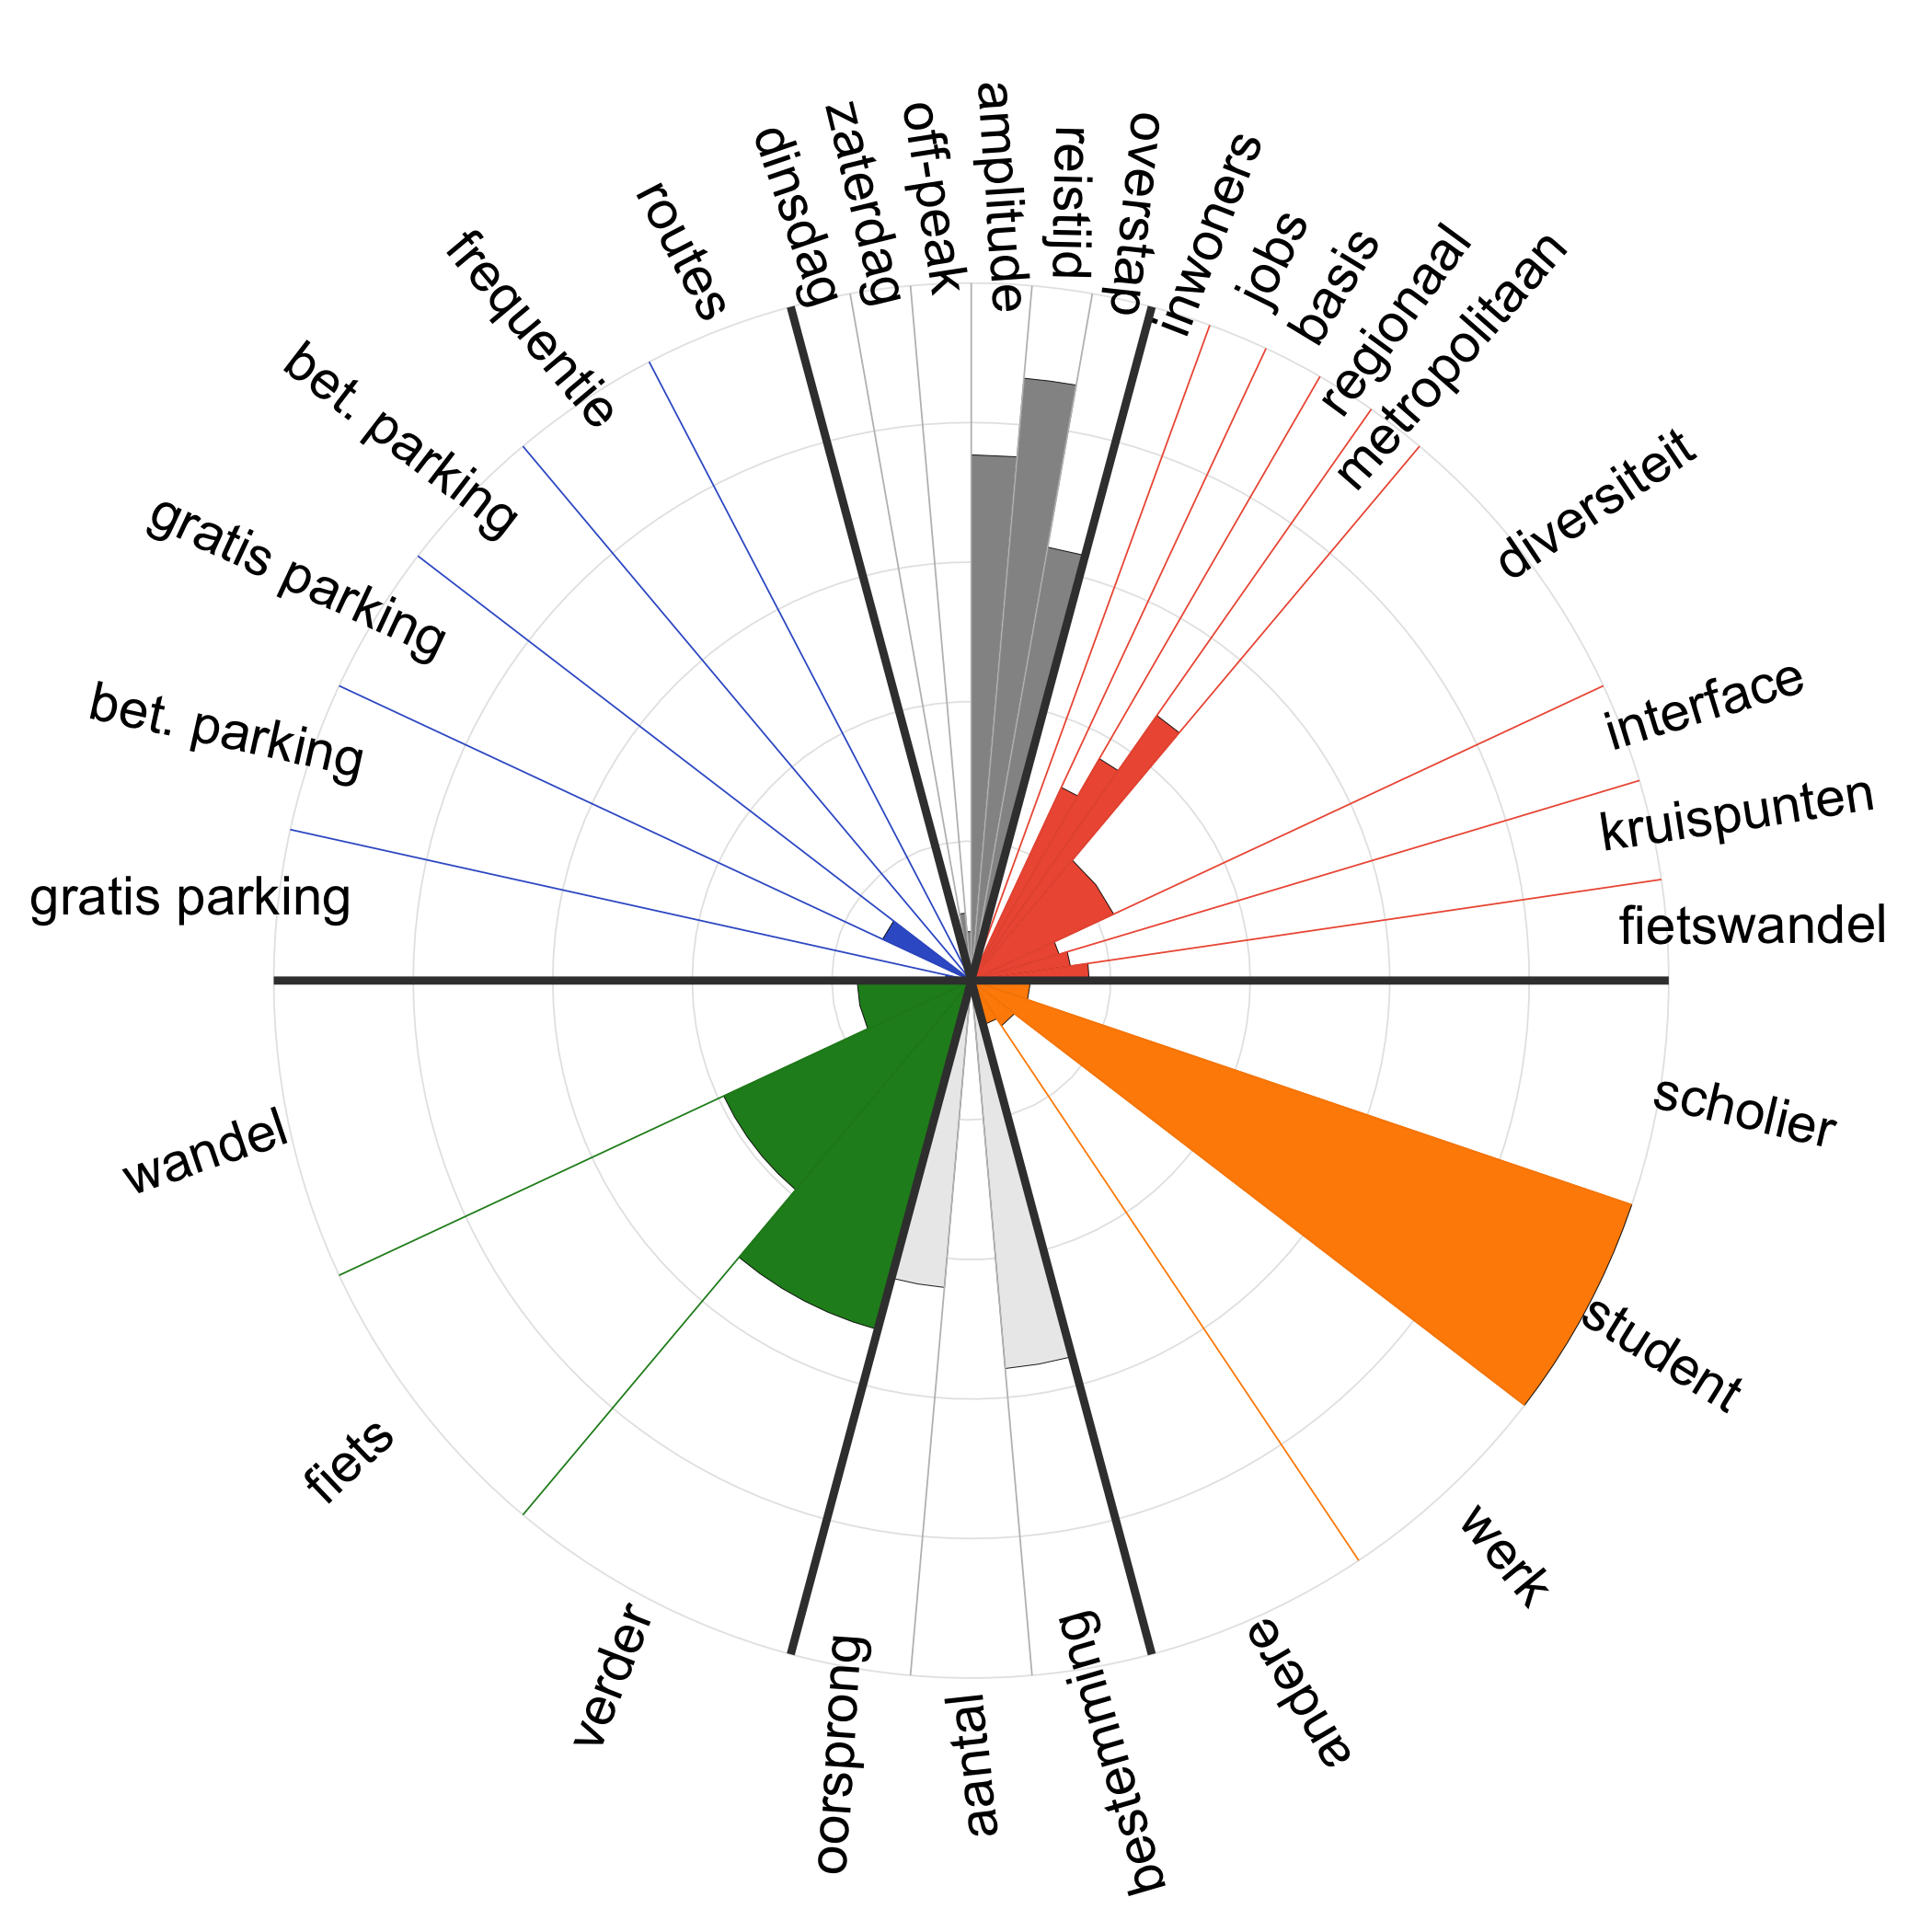 dinsdag
zaterdag
off-peak
amplitude
reistijd
overstap
inwoners
jobs
basis
regionaal
metropolitaan
diversiteit
interface
kruispunten
fietswandel
scholier
student
werk
andere
bestemming
aantal
oorsprong
verder
fiets
wandel
gratis parking
bet. parking
gratis parking
bet. parking
frequentie
routes